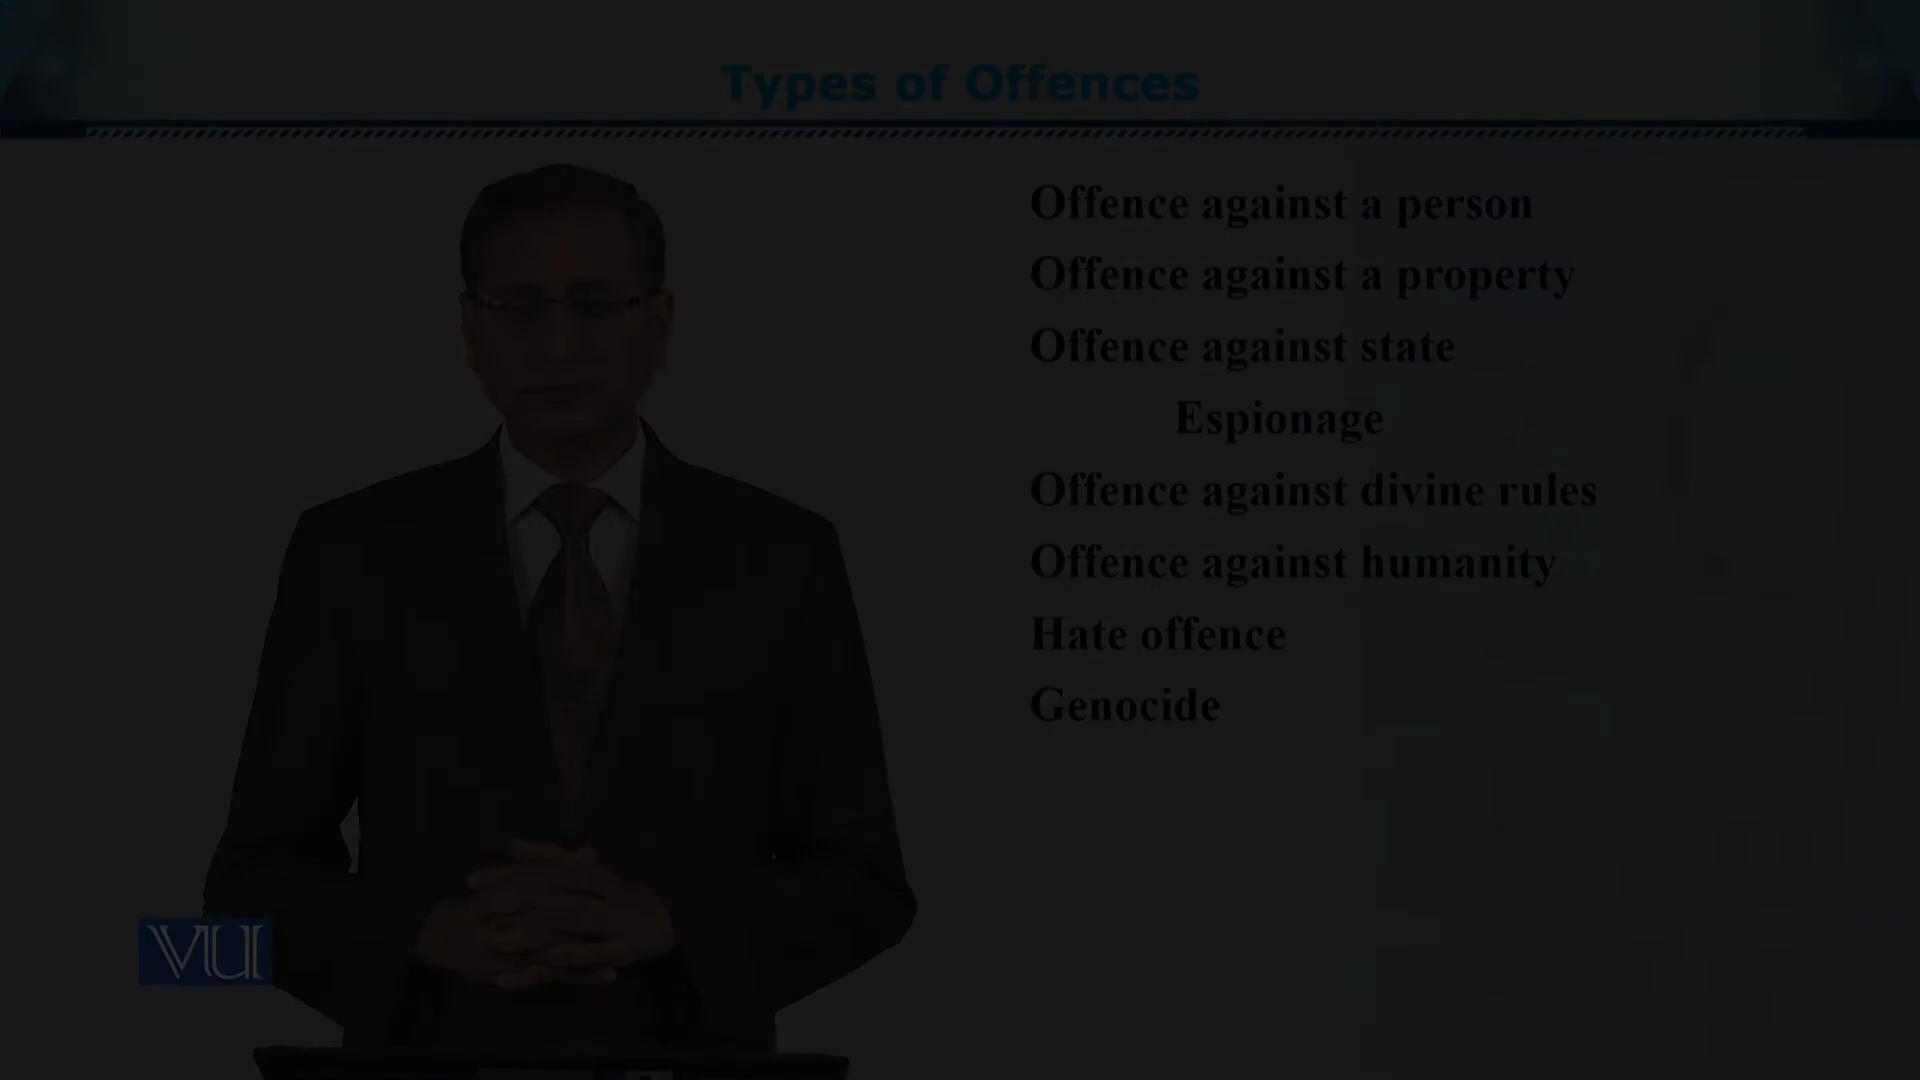 Types of Offences
Offence against a person
Offence against a property
Offence against state
Espionage
Offence against divine rules
Offence against humanity
Hate offence
Genocide
VU